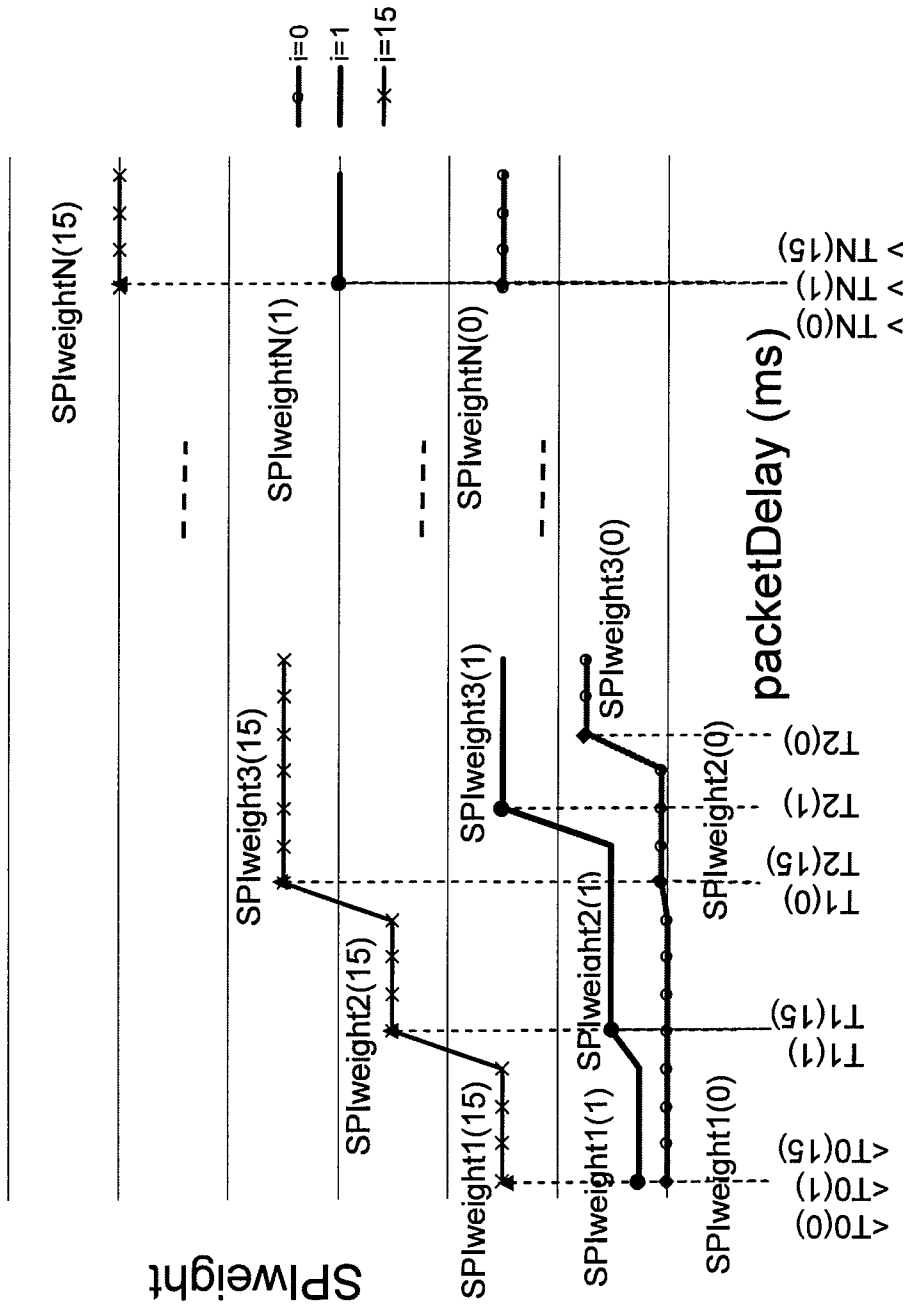 SPIweight
i=0
i=1
i=15
SPIweightN(15)
SPIweightN(1)
SPIweightN(0)
SPIweight3(15)
SPIweight3(1)
SPIweight3(0)
SPIweight2(15)
SPIweight2(1)
SPIweight2(0)
SPIweight1(15)
SPIweight1(1)
SPIweight1(0)
<T0(0)
<T0(1)
<T0(15)
T1(1)
T1(15)
T1(0)
T2(15)
T2(1)
T2(0)
> TN(0)
> TN(1)
> TN(15)
packetDelay (ms)